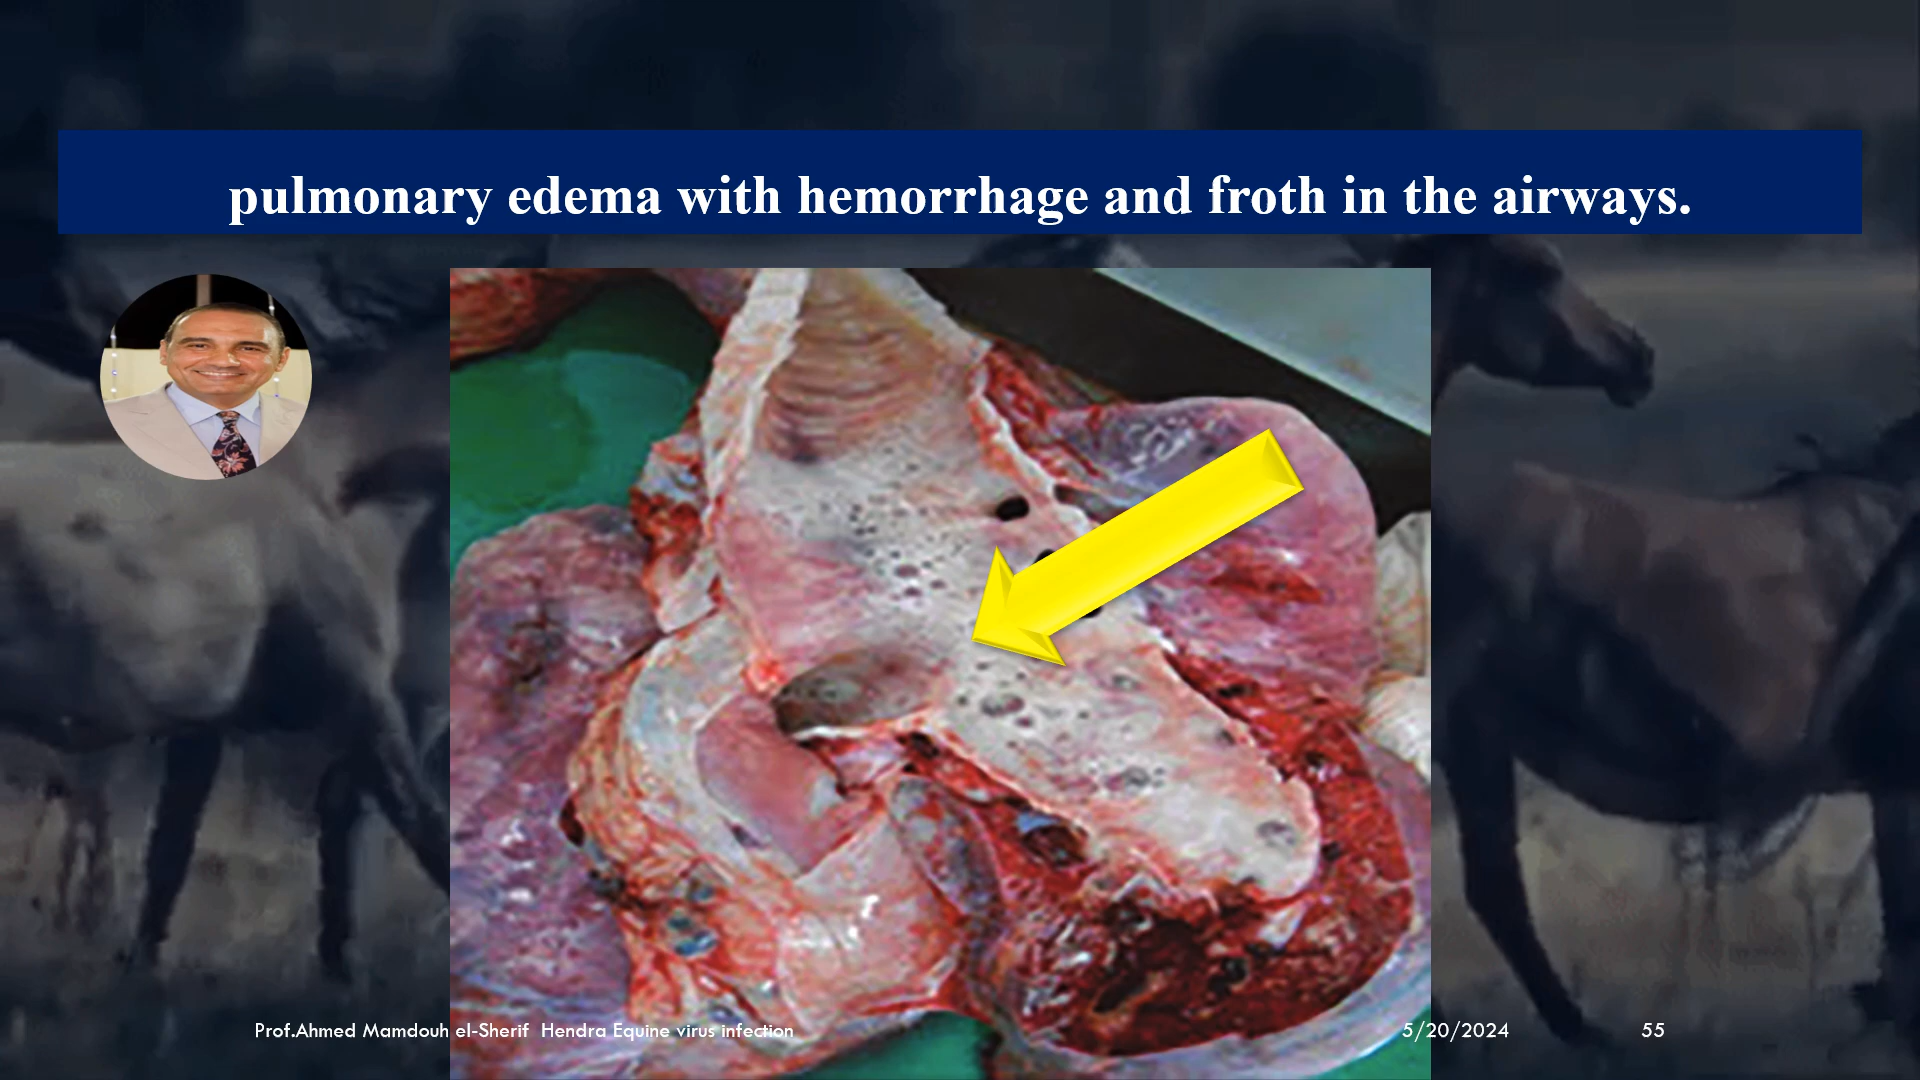 pulmonary edema with hemorrhage and froth in the airways.
Prof.Ahmed Mamdouh el-Sherif  Hendra Equine virus infection
5/20/2024
55